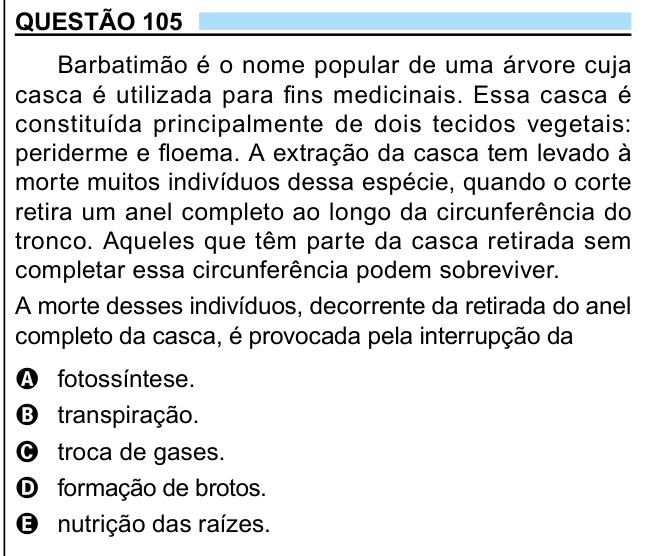 QUESTÃO 105
Barbatimão é o nome popular de uma árvore cuja
casca é utilizada para fins medicinais. Essa casca é
constituída principalmente de dois tecidos vegetais:
periderme e floema. A extração da casca tem levado à
morte muitos indivíduos dessa espécie, quando o corte
retira um anel completo ao longo da circunferência do
tronco. Aqueles que têm parte da casca retirada sem
completar essa circunferência podem sobreviver.
A morte desses indivíduos, decorrente da retirada do anel
completo da casca, é provocada pela interrupção da
A fotossíntese.
B transpiração.
C troca de gases.
D formação de brotos.
E nutrição das raízes.